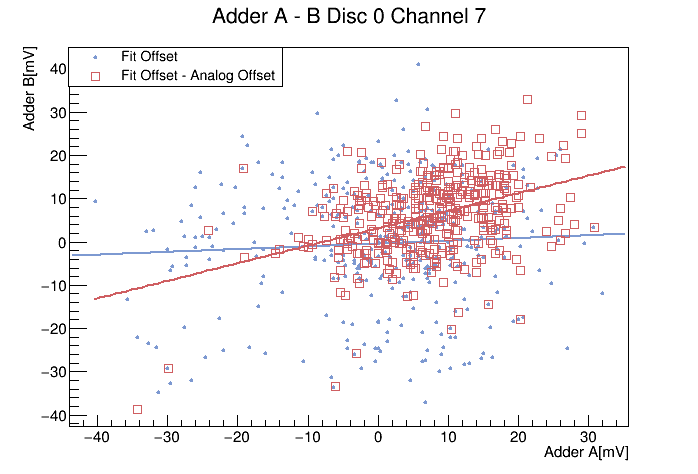 Adder A - B Disc 0 Channel 7
Adder B[mV]
Fit Offset
Fit Offset - Analog Offset
40
30
20
10
0
−10
−20
−30
−40
−40 −30 −20 −10 0 10 20 30
Adder A[mV]